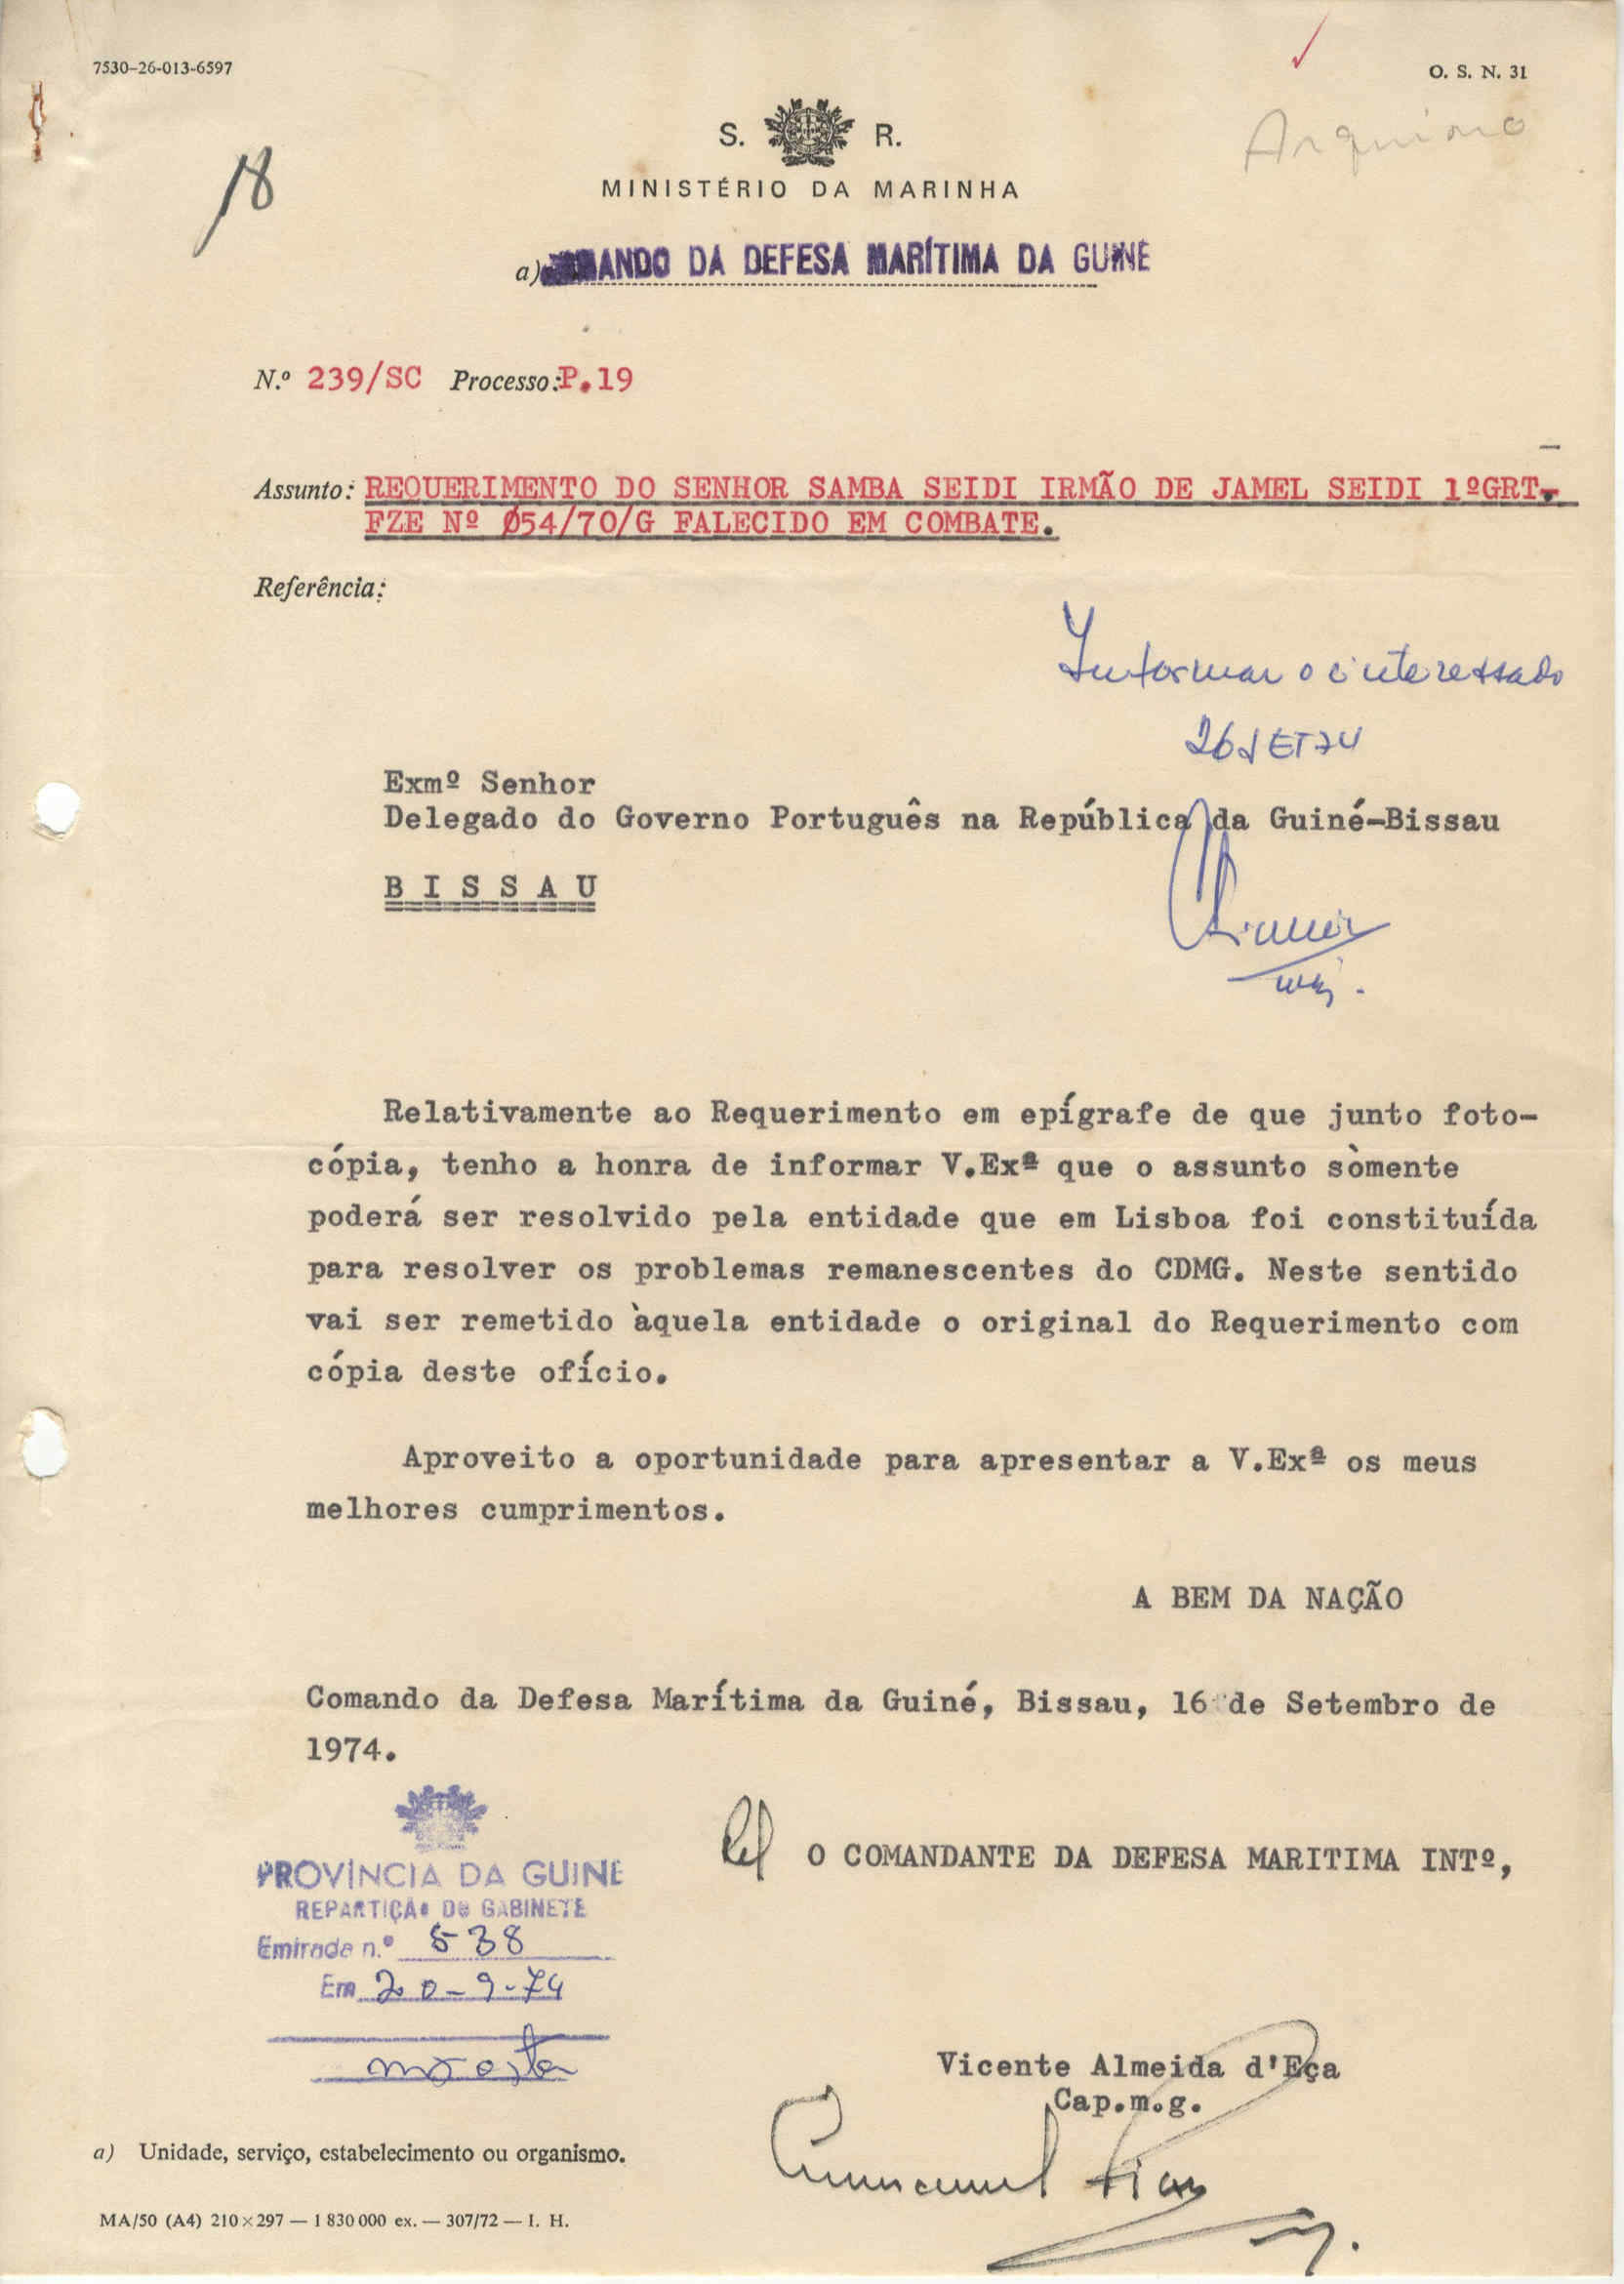 7530-26-013-6597
O. S. N. 31
Arquivo
18
S. R.
MINISTÉRIO DA MARINHA
a) COMANDO DA DEFESA MARÍTIMA DA GUINÉ
N.º 239/SC Processo: P.19
Assunto: REQUERIMENTO DO SENHOR SAMBA SEIDI IRMÃO DE JAMEL SEIDI 1ºGRT.
FZE Nº Ø54/70/G FALECIDO EM COMBATE.
Referência:
Informar o interessado
26 SET 74
Exmº Senhor
Delegado do Governo Português na República da Guiné-Bissau
B I S S A U
Relativamente ao Requerimento em epígrafe de que junto foto-
cópia, tenho a honra de informar V.Exª que o assunto sòmente
poderá ser resolvido pela entidade que em Lisboa foi constituída
para resolver os problemas remanescentes do CDMG. Neste sentido
vai ser remetido àquela entidade o original do Requerimento com
cópia deste ofício.
Aproveito a oportunidade para apresentar a V.Exª os meus
melhores cumprimentos.
A BEM DA NAÇÃO
Comando da Defesa Marítima da Guiné, Bissau, 16 de Setembro de
1974.
O COMANDANTE DA DEFESA MARITIMA INTº,
PROVÍNCIA DA GUINÉ
REPARTIÇÃO DO GABINETE
Entrada n.º 538
Em 20-9-74
Vicente Almeida d'Eça
Cap.m.g.
a) Unidade, serviço, estabelecimento ou organismo.
MA/50 (A4) 210×297 — 1 830 000 ex. — 307/72 — I. H.